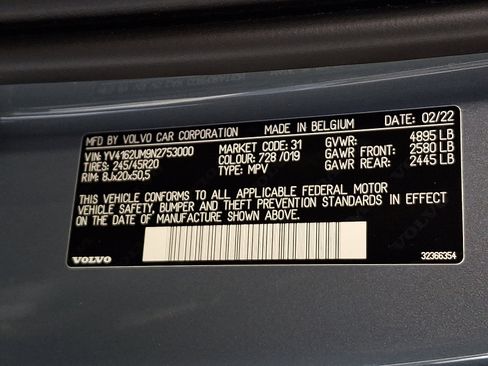 MFD BY VOLVO CAR CORPORATION MADE IN BELGIUM DATE: 02/22
VIN: YV4162UM9N2753000 MARKET CODE: 31 GVWR: 4895 LB
TIRES: 245/45R20 COLOUR: 728 /019 GAWR FRONT: 2580 LB
RIM: 8Jx20x50,5 TYPE: MPV GAWR REAR: 2445 LB
THIS VEHICLE CONFORMS TO ALL APPLICABLE FEDERAL MOTOR
VEHICLE SAFETY, BUMPER AND THEFT PREVENTION STANDARDS IN EFFECT
ON THE DATE OF MANUFACTURE SHOWN ABOVE.
VOLVO 32366354